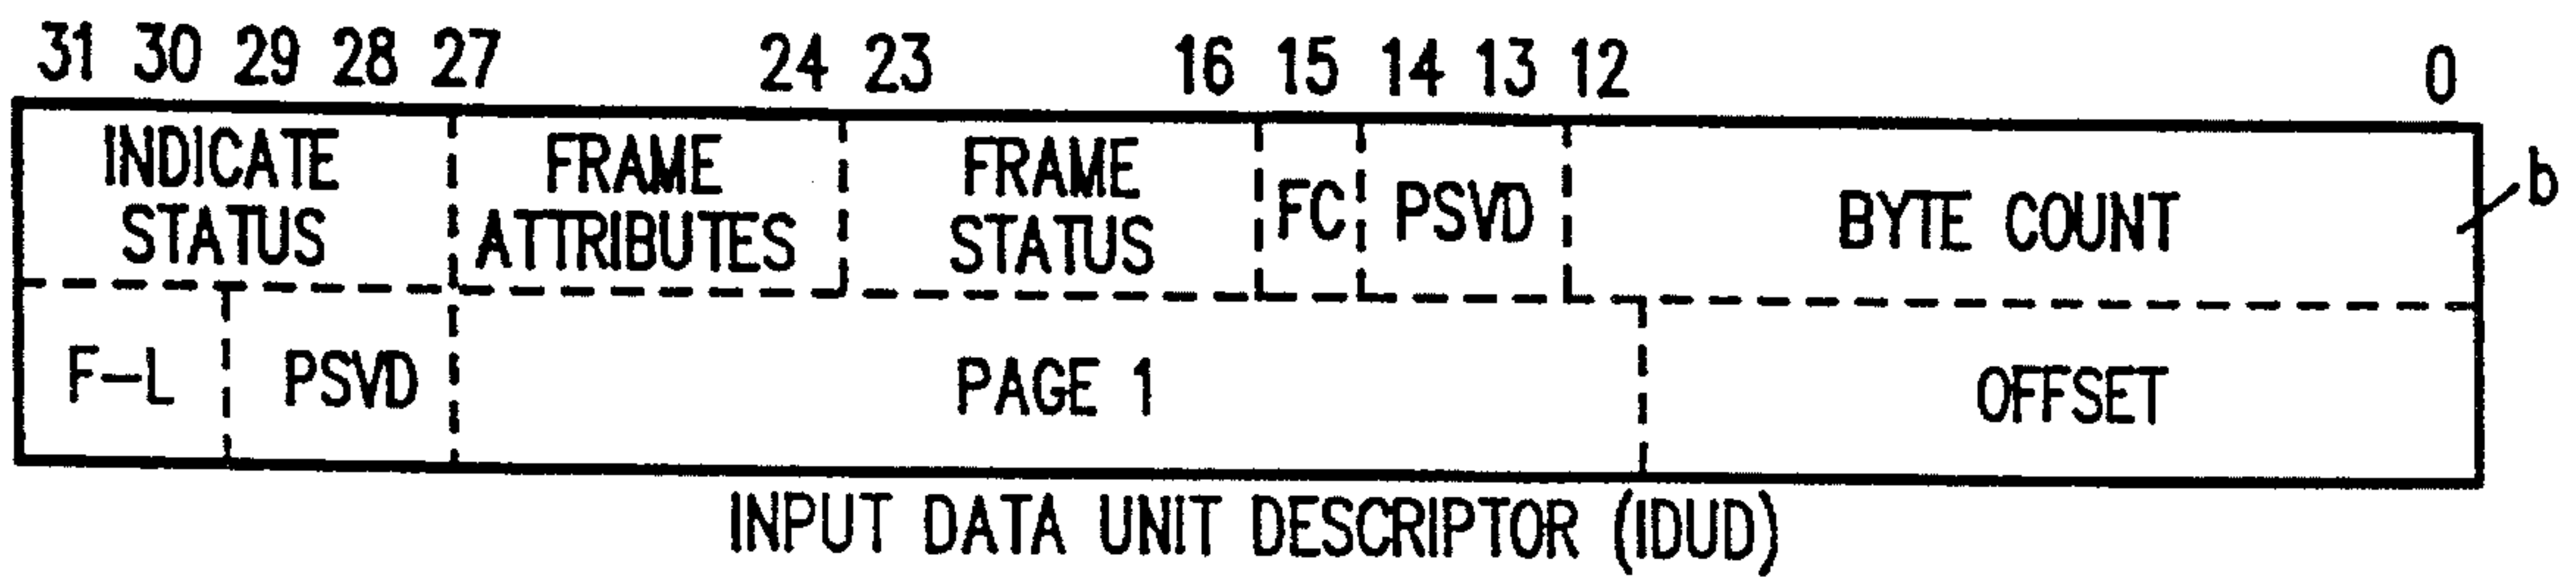 31 30 29 28 27 24 23 16 15 14 13 12 0
INDICATE STATUS FRAME ATTRIBUTES FRAME STATUS FC PSVD BYTE COUNT b
F-L PSVD PAGE 1 OFFSET
INPUT DATA UNIT DESCRIPTOR (IDUD)